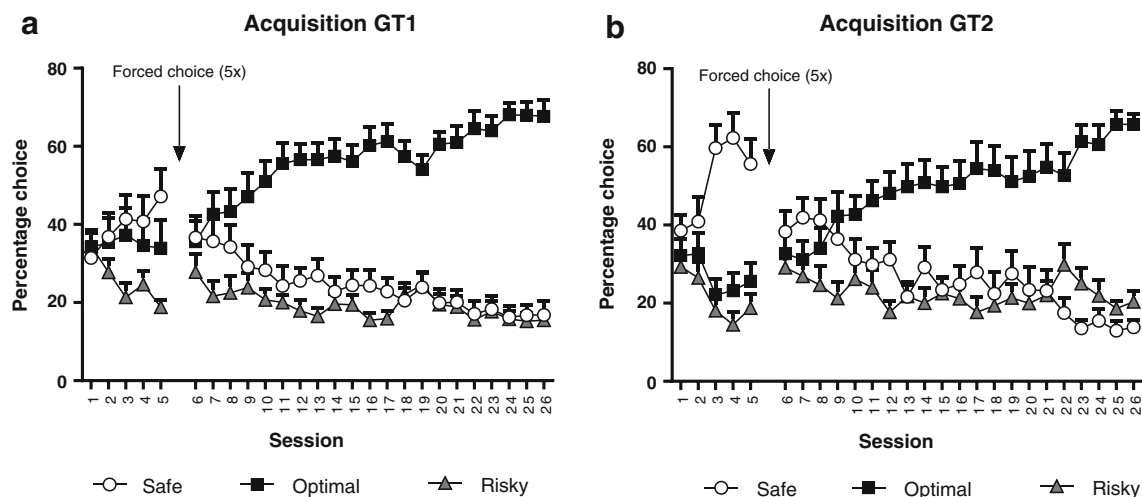 a
Acquisition GT1
80
60
40
20
0
Percentage choice
Forced choice (5x)
1 2 3 4 5 6 7 8 9 10 11 12 13 14 15 16 17 18 19 20 21 22 23 24 25 26
Session
Safe Optimal Risky
b
Acquisition GT2
80
60
40
20
0
Percentage choice
Forced choice (5x)
1 2 3 4 5 6 7 8 9 10 11 12 13 14 15 16 17 18 19 20 21 22 23 24 25 26
Session
Safe Optimal Risky